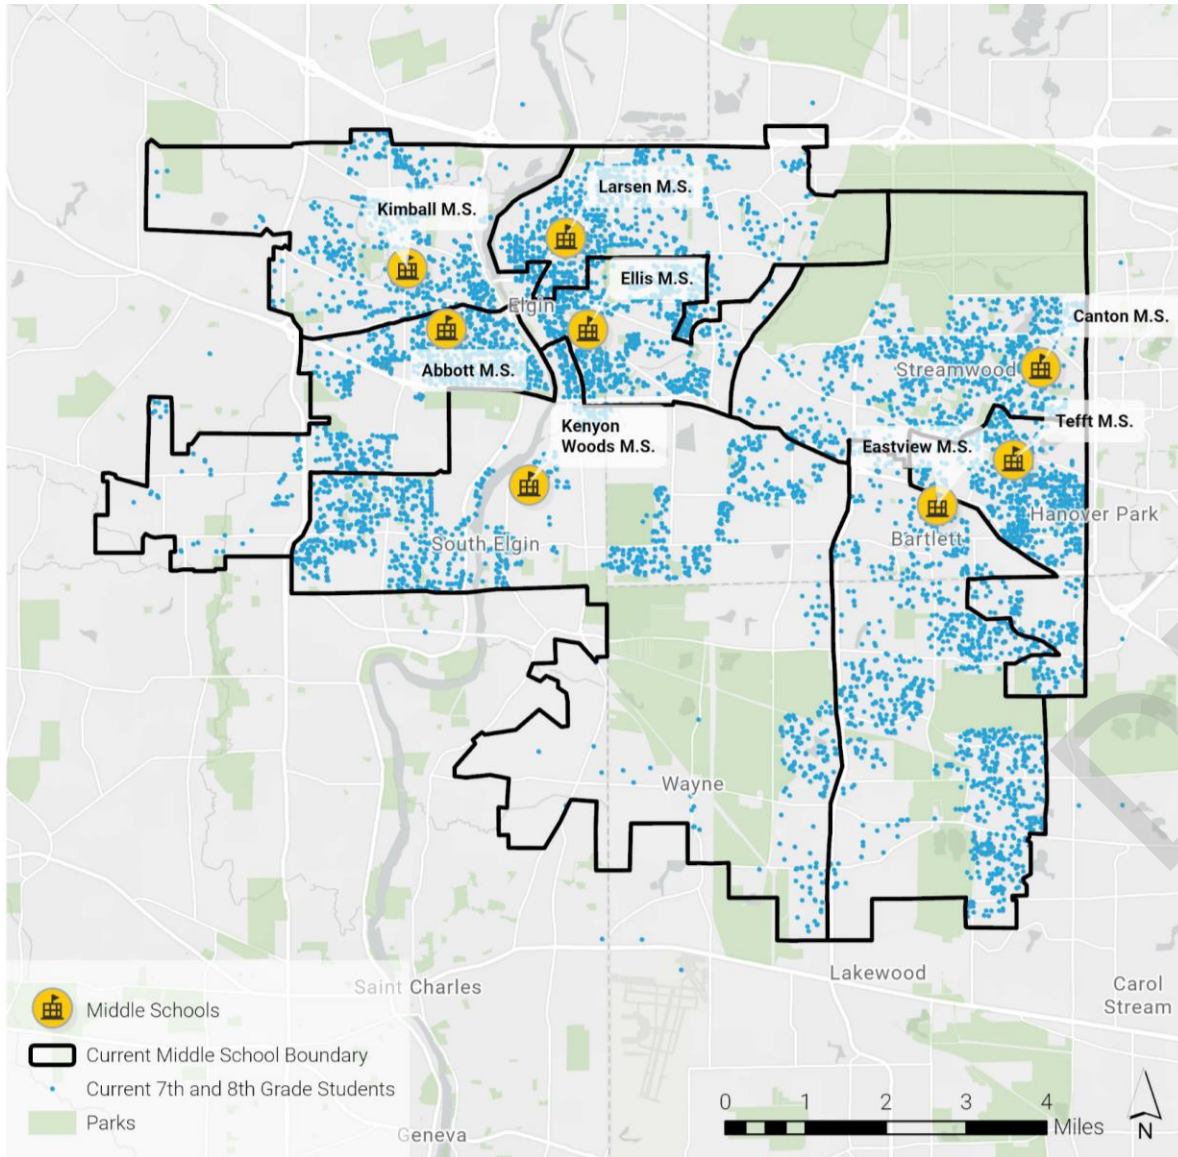 Larsen M.S.
Kimball M.S.
Ellis M.S.
Elgin
Canton M.S.
Abbott M.S.
Streamwood
Tefft M.S.
Kenyon
Woods M.S.
Eastview M.S.
Hanover Park
South Elgin
Bartlett
Wayne
Lakewood
Saint Charles
Carol
Stream
Middle Schools
Current Middle School Boundary
Current 7th and 8th Grade Students
Parks
Geneva
0 1 2 3 4
Miles
N